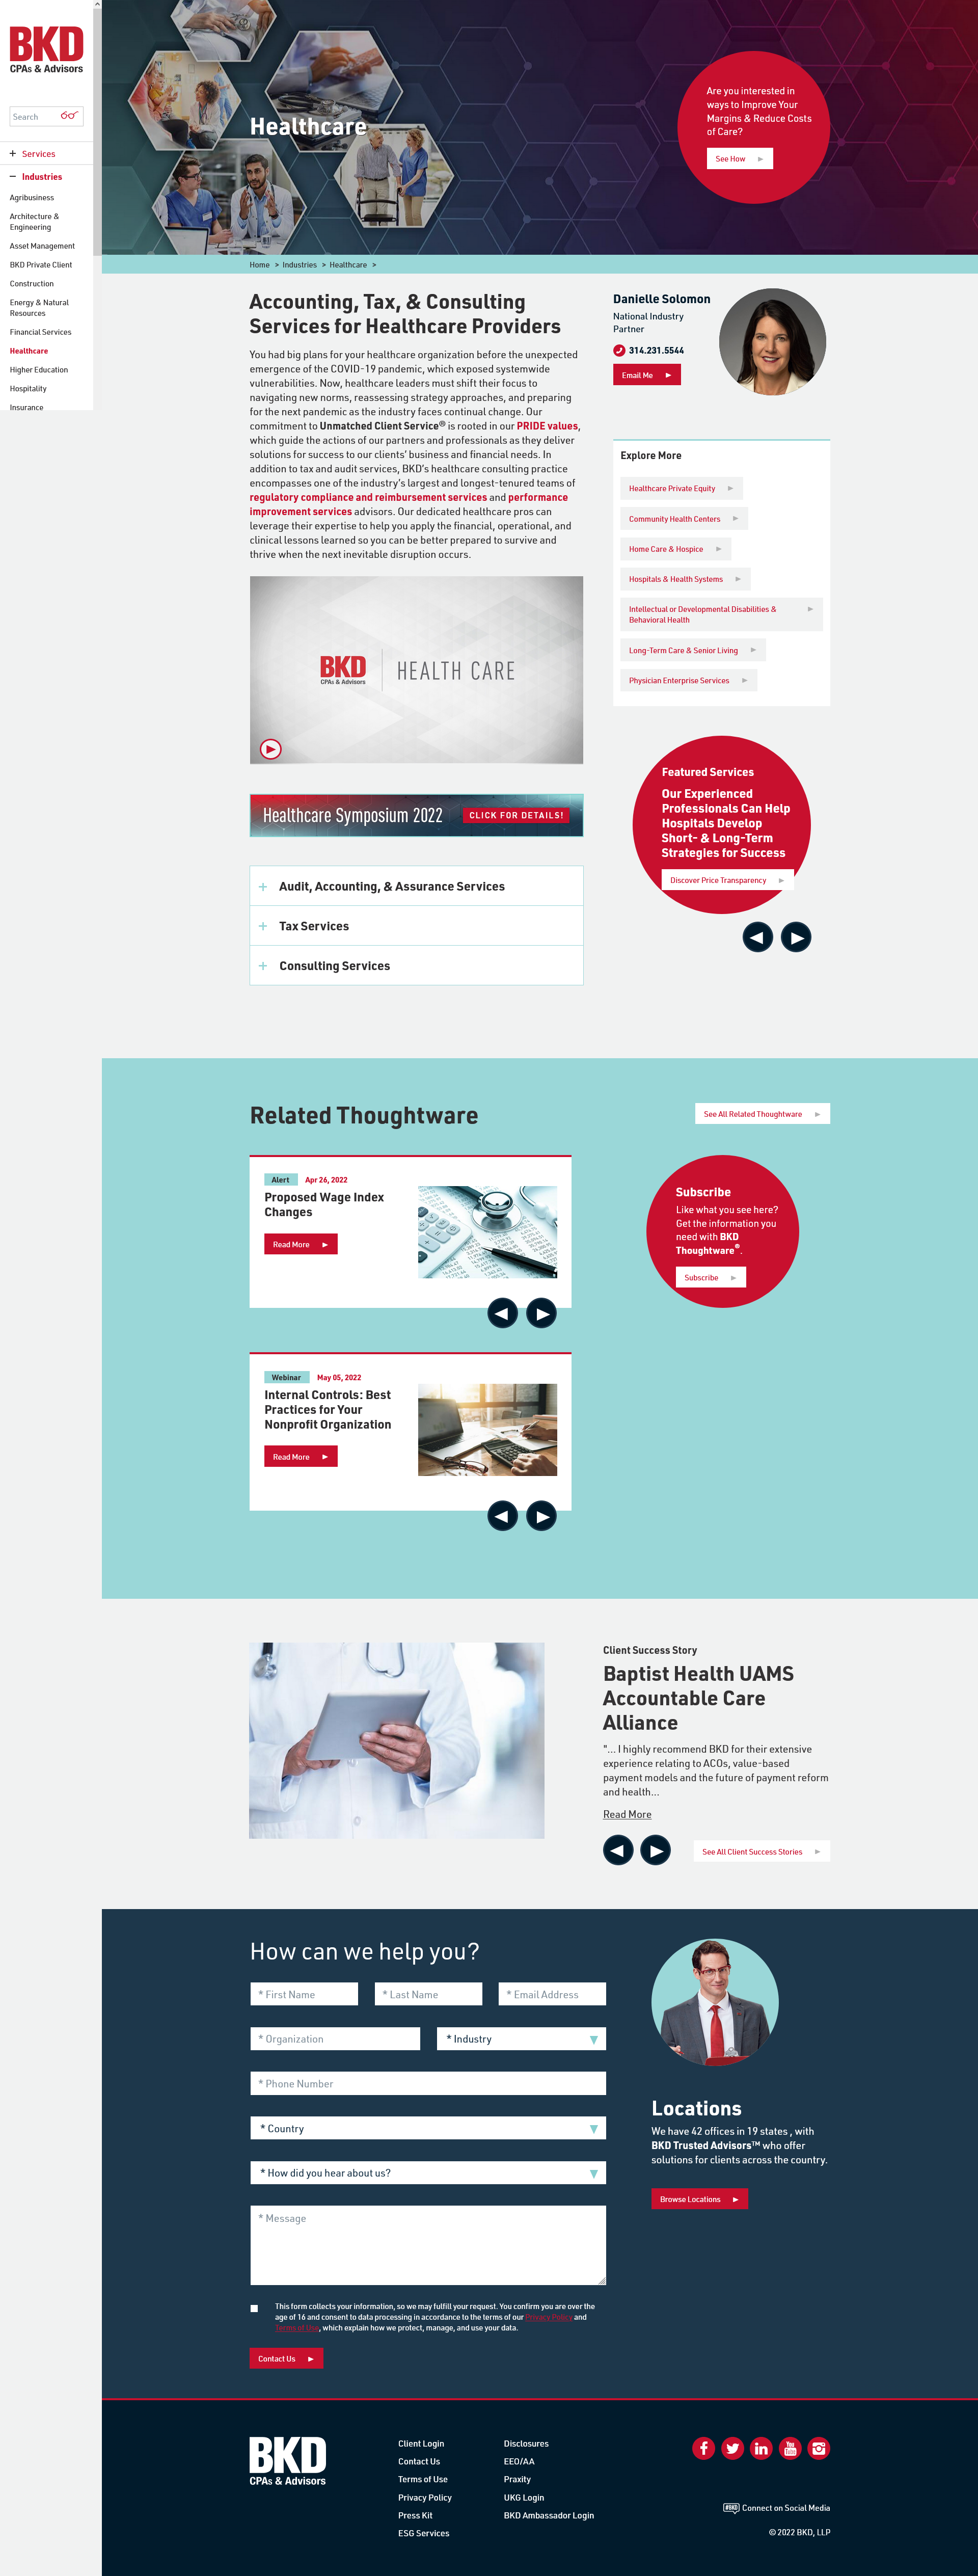 BKD
CPAs & Advisors
Search
Services
Industries
Agribusiness
Architecture &
Engineering
Asset Management
BKD Private Client
Construction
Energy & Natural
Resources
Financial Services
Healthcare
Higher Education
Hospitality
Insurance
Healthcare
Are you interested in
ways to Improve Your
Margins & Reduce Costs
of Care?
See How
Home > Industries > Healthcare >
Accounting, Tax, & Consulting
Services for Healthcare Providers
You had big plans for your healthcare organization before the unexpected
emergence of the COVID-19 pandemic, which exposed systemwide
vulnerabilities. Now, healthcare leaders must shift their focus to
navigating new norms, reassessing strategy approaches, and preparing
for the next pandemic as the industry faces continual change. Our
commitment to Unmatched Client Service® is rooted in our PRIDE values,
which guide the actions of our partners and professionals as they deliver
solutions for success to our clients' business and financial needs. In
addition to tax and audit services, BKD's healthcare consulting practice
encompasses one of the industry's largest and longest-tenured teams of
regulatory compliance and reimbursement services and performance
improvement services advisors. Our dedicated healthcare pros can
leverage their expertise to help you apply the financial, operational, and
clinical lessons learned so you can be better prepared to survive and
thrive when the next inevitable disruption occurs.
BKD
CPAs & Advisors
HEALTH CARE
Healthcare Symposium 2022 CLICK FOR DETAILS!
+ Audit, Accounting, & Assurance Services
+ Tax Services
+ Consulting Services
Danielle Solomon
National Industry
Partner
314.231.5544
Email Me
Explore More
Healthcare Private Equity
Community Health Centers
Home Care & Hospice
Hospitals & Health Systems
Intellectual or Developmental Disabilities &
Behavioral Health
Long-Term Care & Senior Living
Physician Enterprise Services
Featured Services
Our Experienced
Professionals Can Help
Hospitals Develop
Short- & Long-Term
Strategies for Success
Discover Price Transparency
Related Thoughtware
See All Related Thoughtware
Alert Apr 26, 2022
Proposed Wage Index
Changes
Read More
Webinar May 05, 2022
Internal Controls: Best
Practices for Your
Nonprofit Organization
Read More
Subscribe
Like what you see here?
Get the information you
need with BKD
Thoughtware®.
Subscribe
Client Success Story
Baptist Health UAMS
Accountable Care
Alliance
"... I highly recommend BKD for their extensive
experience relating to ACOs, value-based
payment models and the future of payment reform
and health...
Read More
See All Client Success Stories
How can we help you?
* First Name
* Last Name
* Email Address
* Organization
* Industry
* Phone Number
* Country
* How did you hear about us?
* Message
This form collects your information, so we may fulfill your request. You confirm you are over the
age of 16 and consent to data processing in accordance to the terms of our Privacy Policy and
Terms of Use, which explain how we protect, manage, and use your data.
Contact Us
Locations
We have 42 offices in 19 states , with
BKD Trusted Advisors™ who offer
solutions for clients across the country.
Browse Locations
BKD
CPAs & Advisors
Client Login
Contact Us
Terms of Use
Privacy Policy
Press Kit
ESG Services
Disclosures
EEO/AA
Praxity
UKG Login
BKD Ambassador Login
You
Tube
#BKD Connect on Social Media
© 2022 BKD, LLP